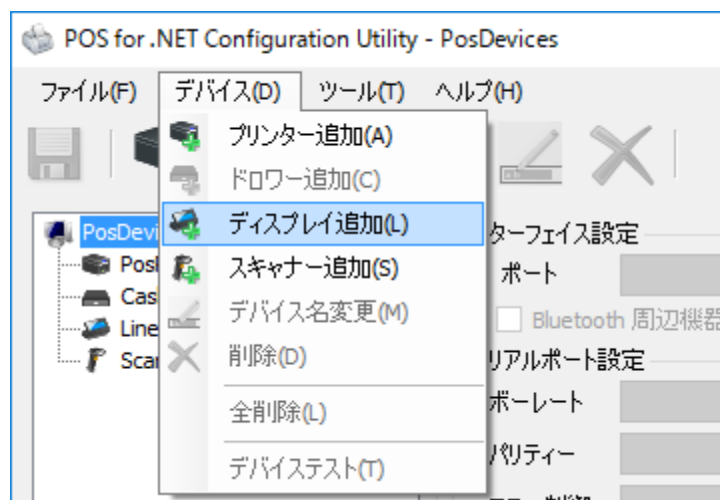 POS for .NET Configuration Utility - PosDevices
ファイル(F) デバイス(D) ツール(T) ヘルプ(H)
プリンター追加(A)
ドロワー追加(C)
ディスプレイ追加(L)
スキャナー追加(S)
デバイス名変更(M)
削除(D)
全削除(L)
デバイステスト(T)
PosDevi
Pos
Cas
Line
Scan
ターフェイス設定
ポート
Bluetooth 周辺機器
リアルポート設定
ボーレート
パリティー